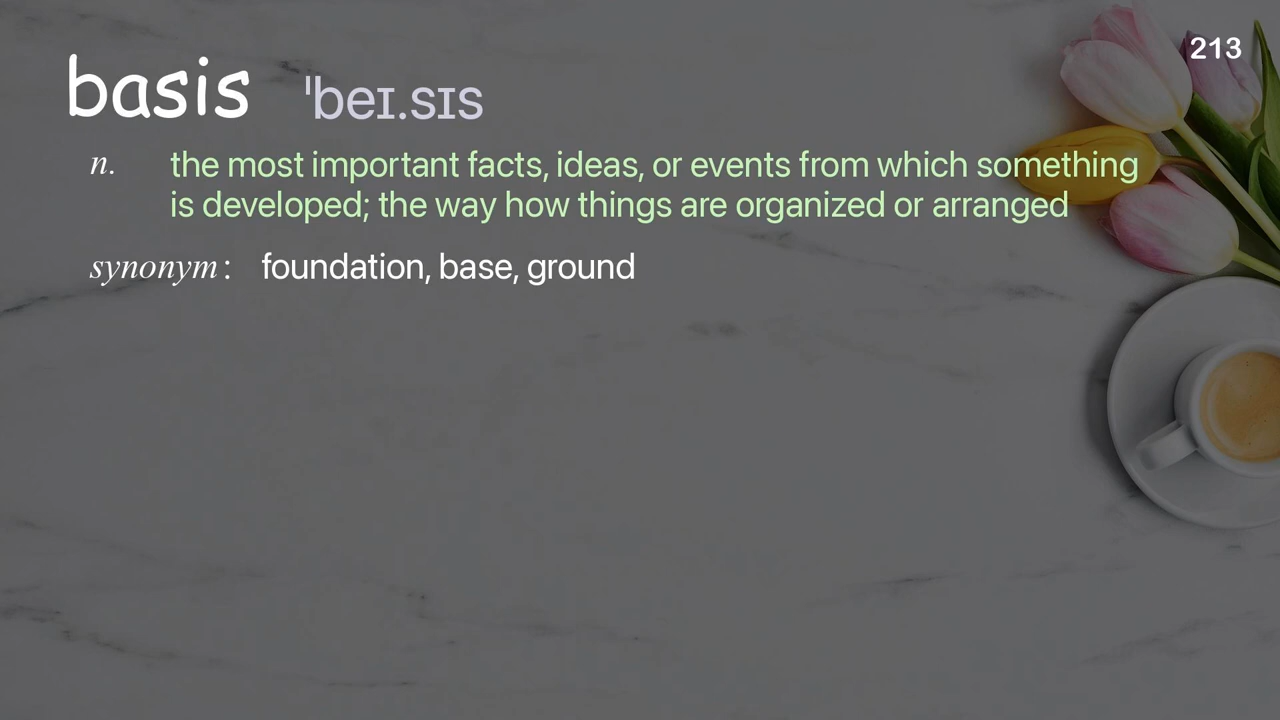 213
basis ˈbeɪ.sɪs
n. the most important facts, ideas, or events from which something
is developed; the way how things are organized or arranged
synonym: foundation, base, ground